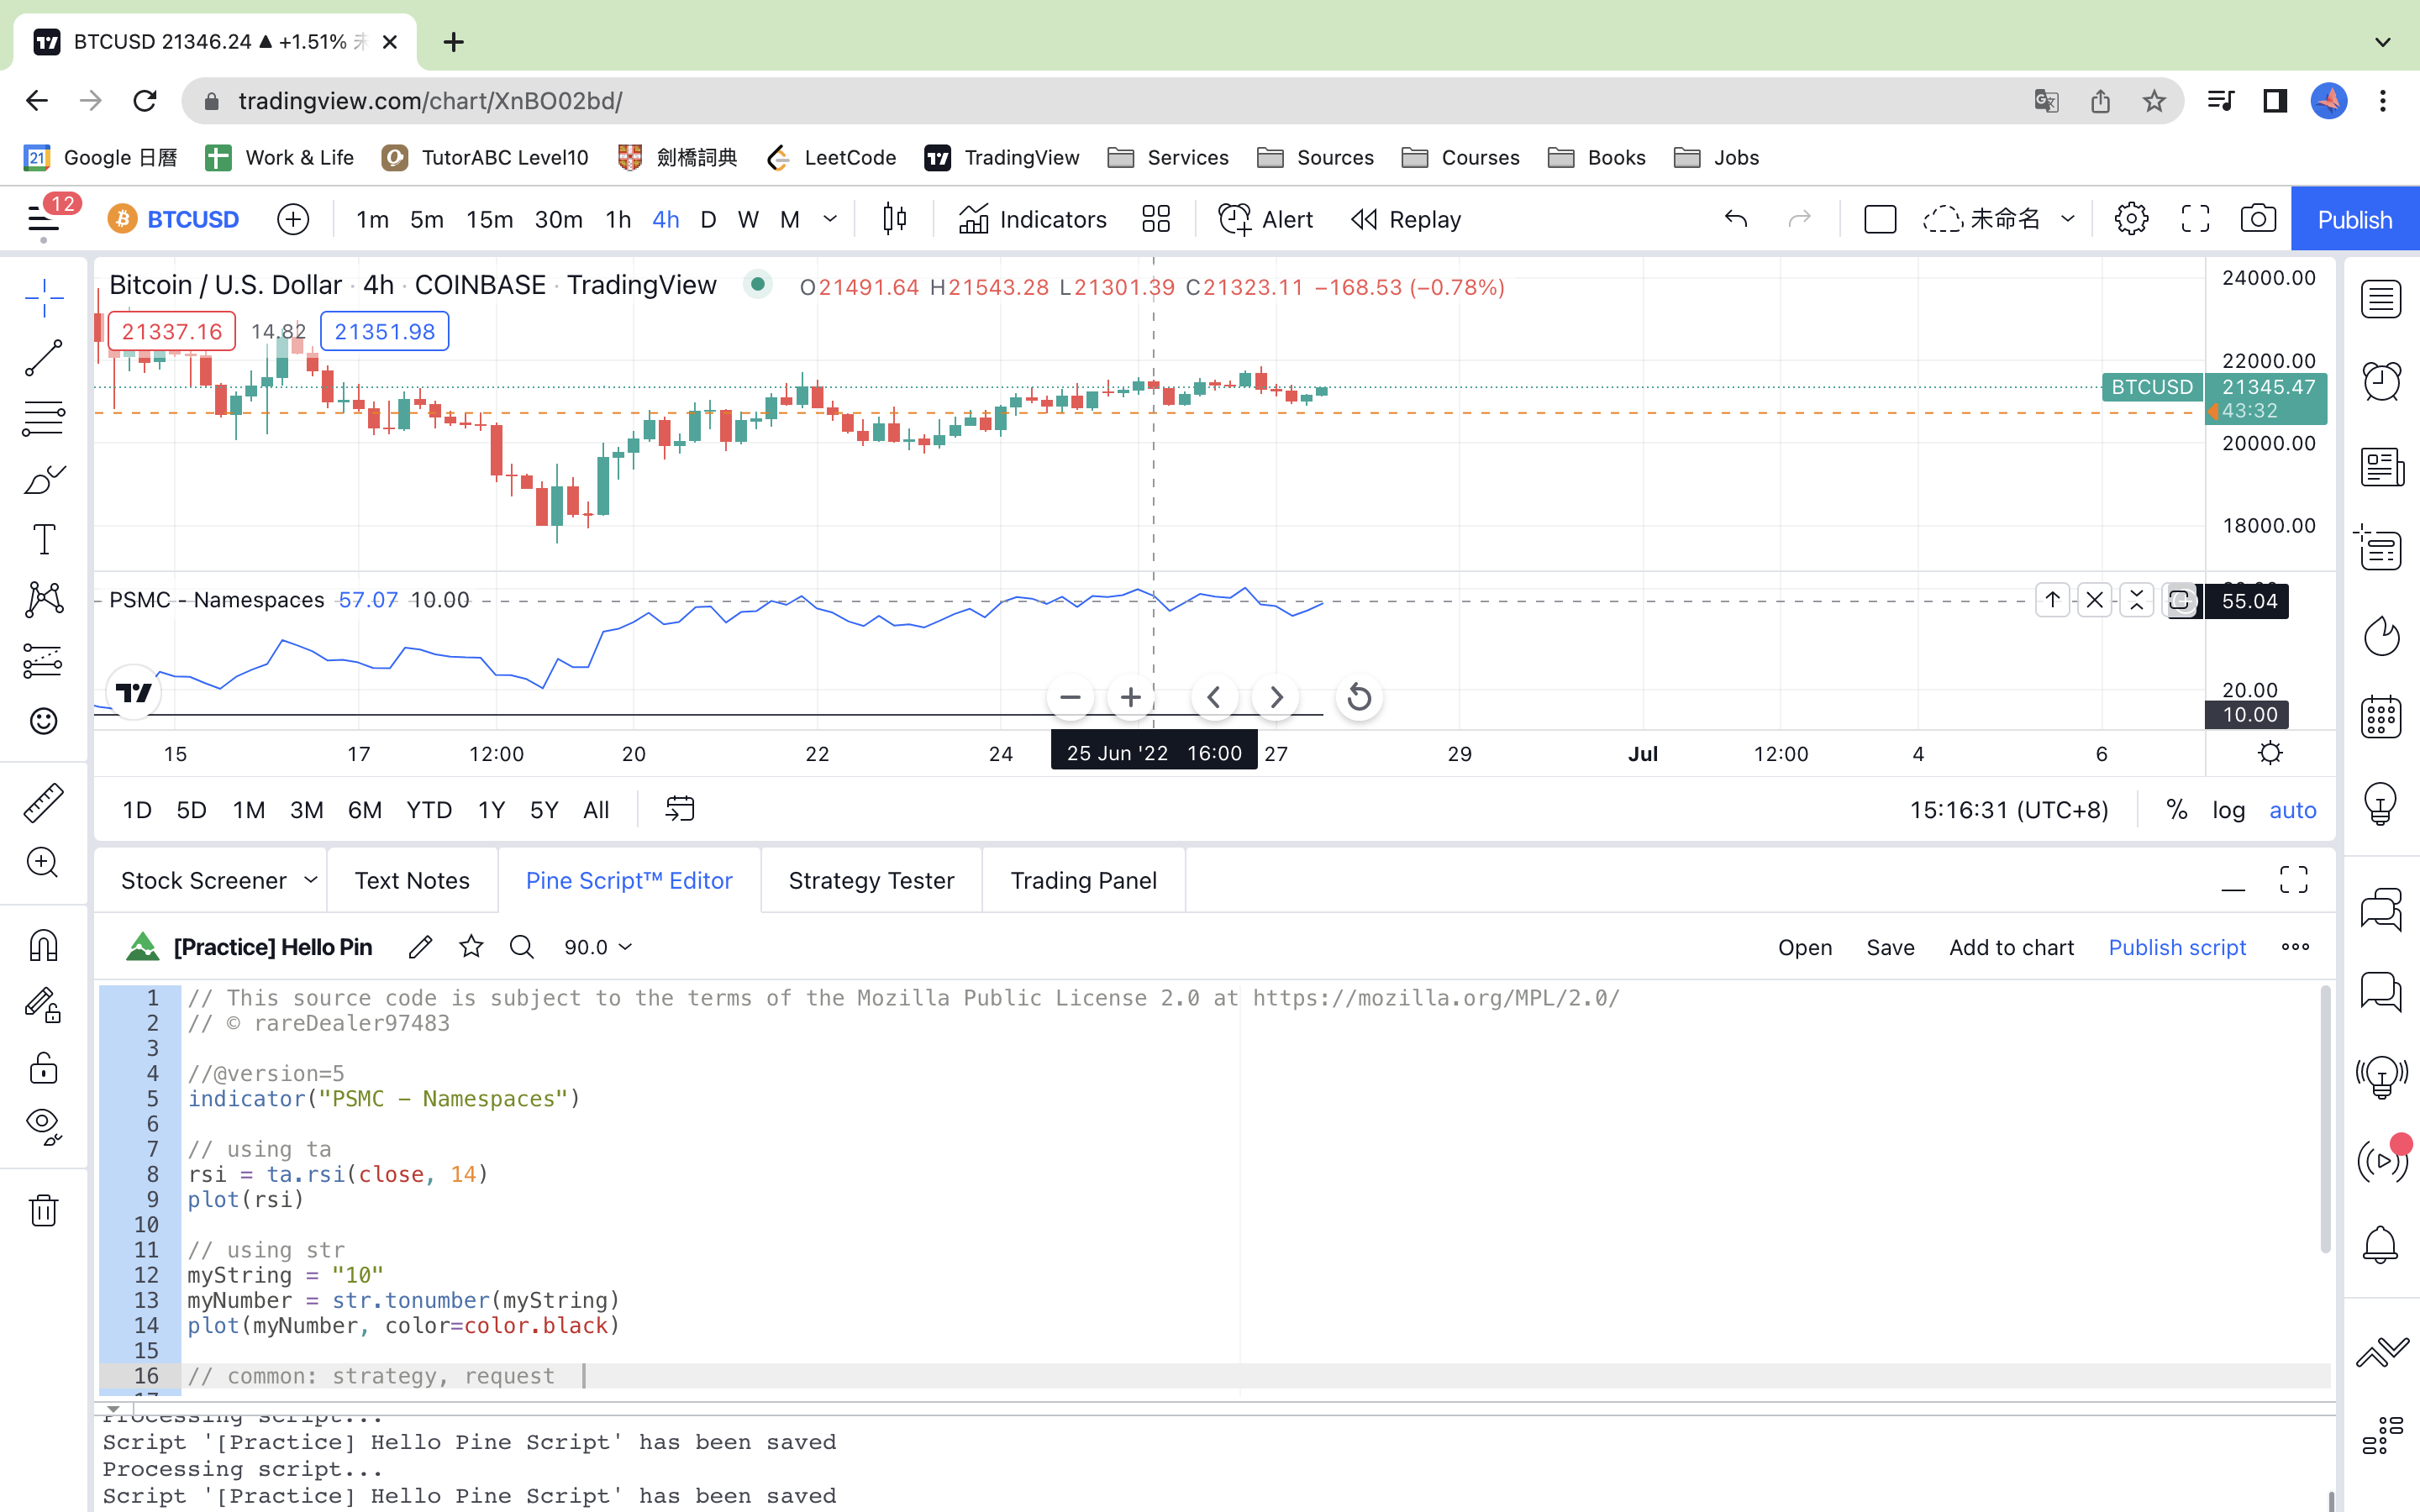 BTCUSD 21346.24 ▲ +1.51%
tradingview.com/chart/XnBO02bd/
Google 日曆 Work & Life TutorABC Level10 劍橋詞典 LeetCode TradingView Services Sources Courses Books Jobs
12 BTCUSD 1m 5m 15m 30m 1h 4h D W M Indicators Alert Replay 未命名 Publish
Bitcoin / U.S. Dollar · 4h · COINBASE · TradingView O21491.64 H21543.28 L21301.39 C21323.11 −168.53 (−0.78%)
24000.00
21337.16 14.82 21351.98
22000.00
BTCUSD 21345.47
43:32
20000.00
18000.00
PSMC - Namespaces 57.07 10.00
55.04
20.00
10.00
15 17 12:00 20 22 24 25 Jun '22 16:00 27 29 Jul 12:00 4 6
1D 5D 1M 3M 6M YTD 1Y 5Y All 15:16:31 (UTC+8) % log auto
Stock Screener Text Notes Pine Script™ Editor Strategy Tester Trading Panel
[Practice] Hello Pin 90.0 Open Save Add to chart Publish script
1 // This source code is subject to the terms of the Mozilla Public License 2.0 at https://mozilla.org/MPL/2.0/
2 // © rareDealer97483
3
4 //@version=5
5 indicator("PSMC - Namespaces")
6
7 // using ta
8 rsi = ta.rsi(close, 14)
9 plot(rsi)
10
11 // using str
12 myString = "10"
13 myNumber = str.tonumber(myString)
14 plot(myNumber, color=color.black)
15
16 // common: strategy, request
Processing script...
Script '[Practice] Hello Pine Script' has been saved
Processing script...
Script '[Practice] Hello Pine Script' has been saved